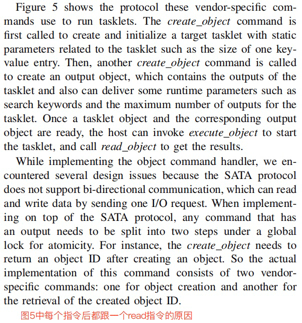 Figure 5 shows the protocol these vendor-specific com-
mands use to run tasklets. The create_object command is
first called to create and initialize a target tasklet with static
parameters related to the tasklet such as the size of one key-
value entry. Then, another create_object command is called
to create an output object, which contains the outputs of the
tasklet and also can deliver some runtime parameters such as
search keywords and the maximum number of outputs for the
tasklet. Once a tasklet object and the corresponding output
object are ready, the host can invoke execute_object to start
the tasklet, and call read_object to get the results.
While implementing the object command handler, we en-
countered several design issues because the SATA protocol
does not support bi-directional communication, which can read
and write data by sending one I/O request. When implement-
ing on top of the SATA protocol, any command that has
an output needs to be split into two steps under a global
lock for atomicity. For instance, the create_object needs to
return an object ID after creating an object. So the actual
implementation of this command consists of two vendor-
specific commands: one for object creation and another for
the retrieval of the created object ID.
图5中每个指令后都跟一个read指令的原因